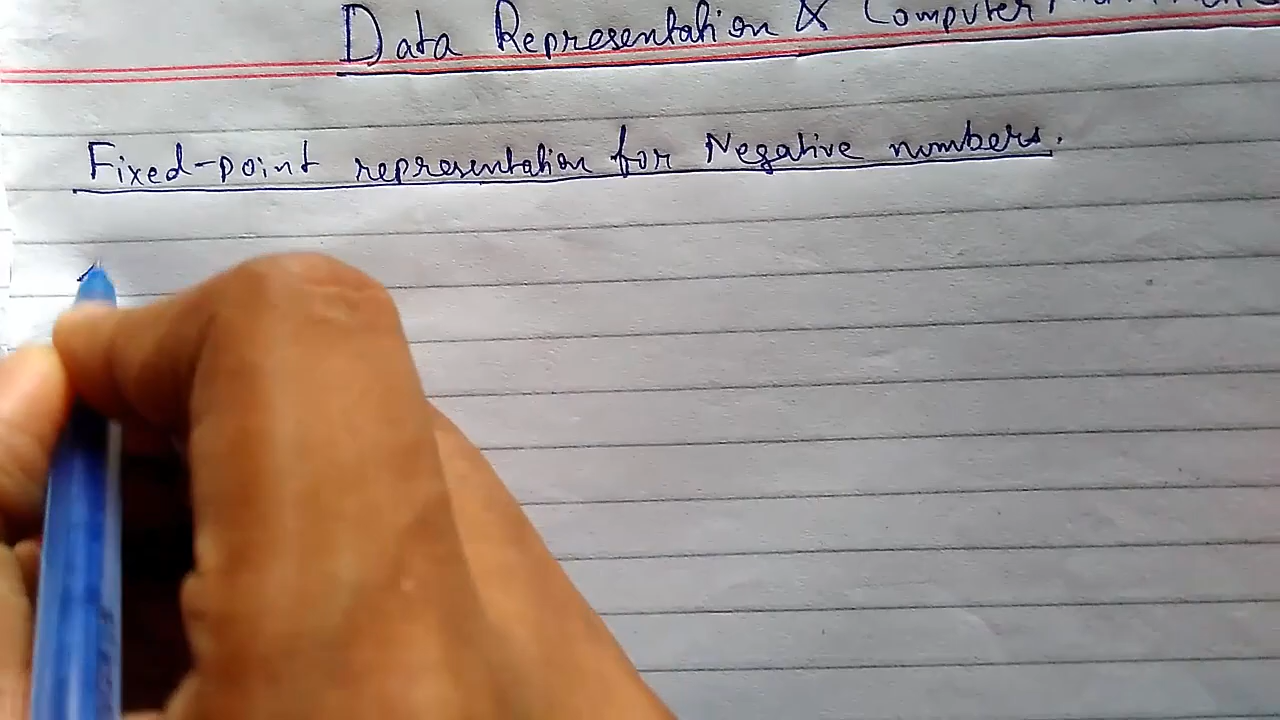 Data Representation & Computer
Fixed-point representation for Negative numbers.